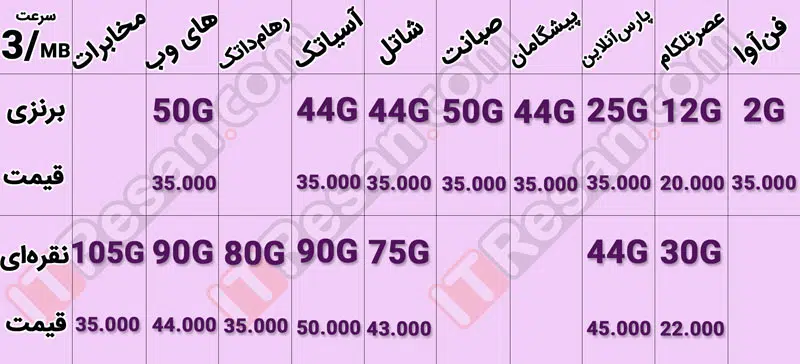 سرعت 3/MB مخابرات های وب رهام‌داتک آسیاتک شاتل صبانت پیشگامان پارس‌آنلاین عصرتلکام فن‌آوا
برنزی 50G 44G 44G 50G 44G 25G 12G 2G
قیمت 35.000 35.000 35.000 35.000 35.000 35.000 20.000 35.000
نقره‌ای 105G 90G 80G 90G 75G 44G 30G
قیمت 35.000 44.000 35.000 50.000 43.000 45.000 22.000
ITResan.com
ITResan.com